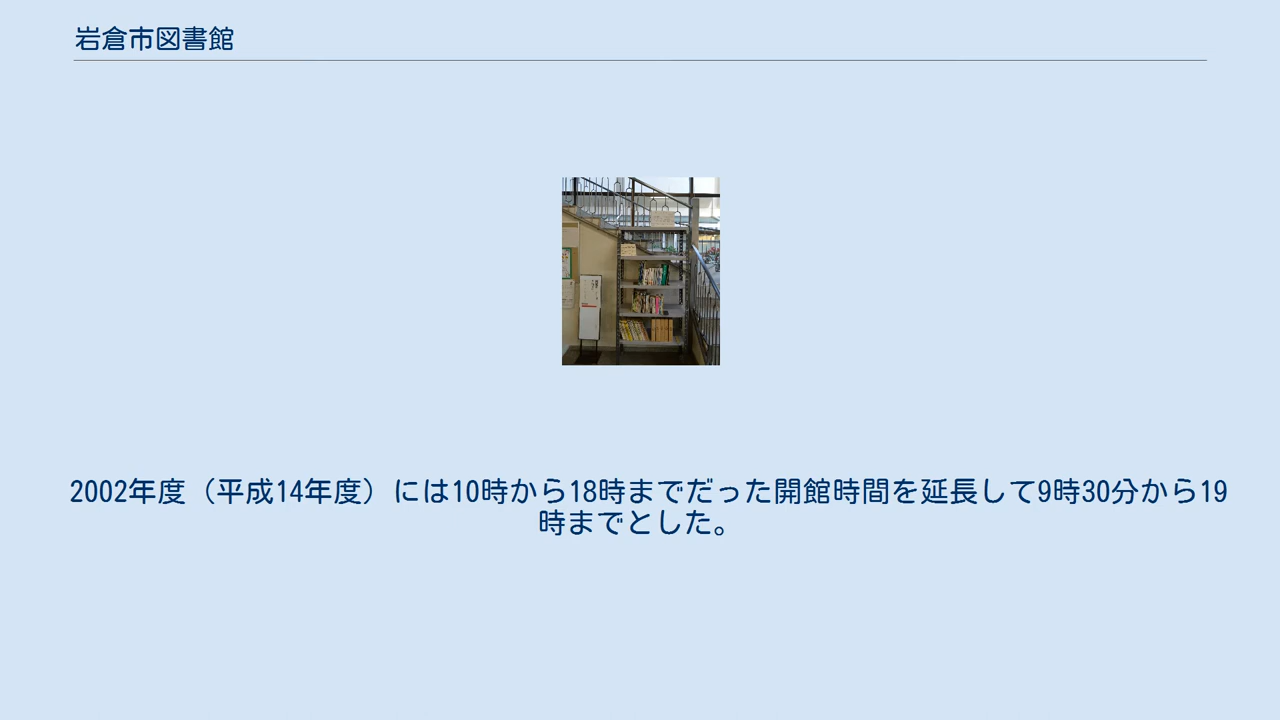 岩倉市図書館
2002年度（平成14年度）には10時から18時までだった開館時間を延長して9時30分から19
時までとした。